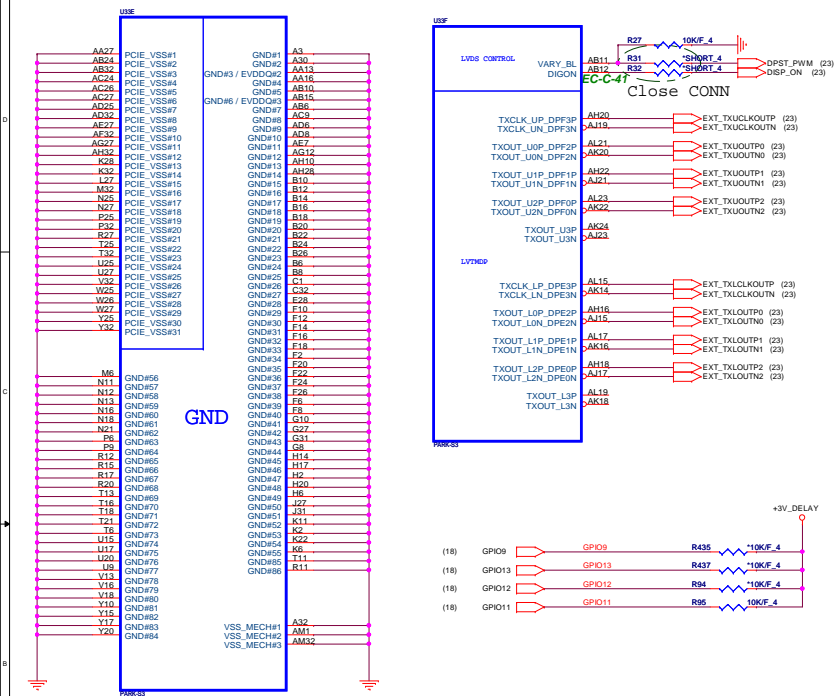 U33E
AA27 PCIE_VSS#1 GND#1 A3
AB24 PCIE_VSS#2 GND#2 A30
AB32 PCIE_VSS#3 GND#3 / EVDDQ#2 AA13
AC24 PCIE_VSS#4 GND#4 AA16
AC26 PCIE_VSS#5 GND#5 AB10
AC27 PCIE_VSS#6 GND#6 / EVDDQ#3 AB15
AD25 PCIE_VSS#7 GND#7 AB6
AD32 PCIE_VSS#8 GND#8 AC9
AE27 PCIE_VSS#9 GND#9 AD6
AF32 PCIE_VSS#10 GND#10 AD8
AG27 PCIE_VSS#11 GND#11 AE7
AH32 PCIE_VSS#12 GND#12 AG12
K28 PCIE_VSS#13 GND#13 AH10
K32 PCIE_VSS#14 GND#14 AH28
L27 PCIE_VSS#15 GND#15 B10
M32 PCIE_VSS#16 GND#16 B12
N25 PCIE_VSS#17 GND#17 B14
N27 PCIE_VSS#18 GND#18 B16
P25 PCIE_VSS#19 GND#19 B18
P32 PCIE_VSS#20 GND#20 B20
R27 PCIE_VSS#21 GND#21 B22
T25 PCIE_VSS#22 GND#22 B24
T32 PCIE_VSS#23 GND#23 B26
U25 PCIE_VSS#24 GND#24 B6
U27 PCIE_VSS#25 GND#25 B8
V32 PCIE_VSS#26 GND#26 C1
W25 PCIE_VSS#27 GND#27 C32
W26 PCIE_VSS#28 GND#28 E28
W27 PCIE_VSS#29 GND#29 F10
Y25 PCIE_VSS#30 GND#30 F12
Y32 PCIE_VSS#31 GND#31 F14
GND#32 F16
GND#33 F18
GND#34 F2
GND#35 F20
M6 GND#56 GND#36 F22
N11 GND#57 GND#37 F24
N12 GND#58 GND#38 F26
N13 GND#59 GND#39 F6
N16 GND#60 GND#40 F8
N18 GND#61 GND#41 G10
N21 GND#62 GND#42 G27
P6 GND#63 GND#43 G31
P9 GND#64 GND#44 G8
R12 GND#65 GND#45 H14
R15 GND#66 GND#46 H17
R17 GND#67 GND#47 H2
R20 GND#68 GND#48 H20
T13 GND#69 GND#49 H6
T16 GND#70 GND#50 J27
T18 GND#71 GND#51 J31
T21 GND#72 GND#52 K11
T6 GND#73 GND#53 K2
U15 GND#74 GND#54 K22
U17 GND#75 GND#55 K6
U20 GND#76 GND#85 T11
U9 GND#77 GND#86 R11
V13 GND#78
V16 GND#79
V18 GND#80
Y10 GND#81
Y15 GND#82
Y17 GND#83 VSS_MECH#1 A32
Y20 GND#84 VSS_MECH#2 AM1
VSS_MECH#3 AM32
GND
PARK-S3
D
C
B
U33F
LVDS CONTROL
R27 10K/F_4
VARY_BL AB11 R31 *SHORT_4 DPST_PWM (23)
DIGON AB12 R32 *SHORT_4 DISP_ON (23)
EC-C-41
Close CONN
TXCLK_UP_DPF3P AH20 EXT_TXUCLKOUTP (23)
TXCLK_UN_DPF3N AJ19 EXT_TXUCLKOUTN (23)
TXOUT_U0P_DPF2P AL21 EXT_TXUOUTP0 (23)
TXOUT_U0N_DPF2N AK20 EXT_TXUOUTN0 (23)
TXOUT_U1P_DPF1P AH22 EXT_TXUOUTP1 (23)
TXOUT_U1N_DPF1N AJ21 EXT_TXUOUTN1 (23)
TXOUT_U2P_DPF0P AL23 EXT_TXUOUTP2 (23)
TXOUT_U2N_DPF0N AK22 EXT_TXUOUTN2 (23)
TXOUT_U3P AK24
TXOUT_U3N AJ23
LVTMDP
TXCLK_LP_DPE3P AL15 EXT_TXLCLKOUTP (23)
TXCLK_LN_DPE3N AK14 EXT_TXLCLKOUTN (23)
TXOUT_L0P_DPE2P AH16 EXT_TXLOUTP0 (23)
TXOUT_L0N_DPE2N AJ15 EXT_TXLOUTN0 (23)
TXOUT_L1P_DPE1P AL17 EXT_TXLOUTP1 (23)
TXOUT_L1N_DPE1N AK16 EXT_TXLOUTN1 (23)
TXOUT_L2P_DPE0P AH18 EXT_TXLOUTP2 (23)
TXOUT_L2N_DPE0N AJ17 EXT_TXLOUTN2 (23)
TXOUT_L3P AL19
TXOUT_L3N AK18
PARK-S3
+3V_DELAY
(18) GPIO9 GPIO9 R435 *10K/F_4
(18) GPIO13 GPIO13 R437 *10K/F_4
(18) GPIO12 GPIO12 R94 *10K/F_4
(18) GPIO11 GPIO11 R95 10K/F_4